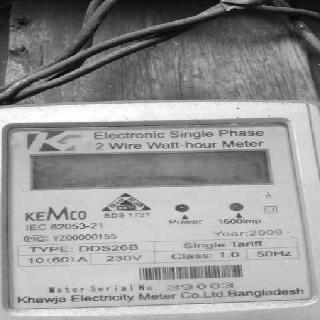 KG Electronic Single Phase
2 Wire Watt-hour Meter
KEMCO
BDS 1721
Power
1600imp
IEC 62053-21
Y20000155
Year:2009
TYPE: DDS26B
Single Tariff
10(60)A
230V
Class: 1.0
50Hz
Meter Serial No. 39063
Khawja Electricity Meter Co.Ltd.Bangladesh